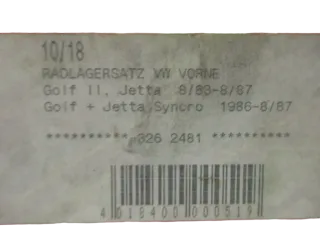 10/18
RADLAGERSATZ VW VORNE
Golf II, Jetta 8/83-8/87
Golf + Jetta Syncro 1986-8/87
********** 326 2481 **********
4 018400 000519